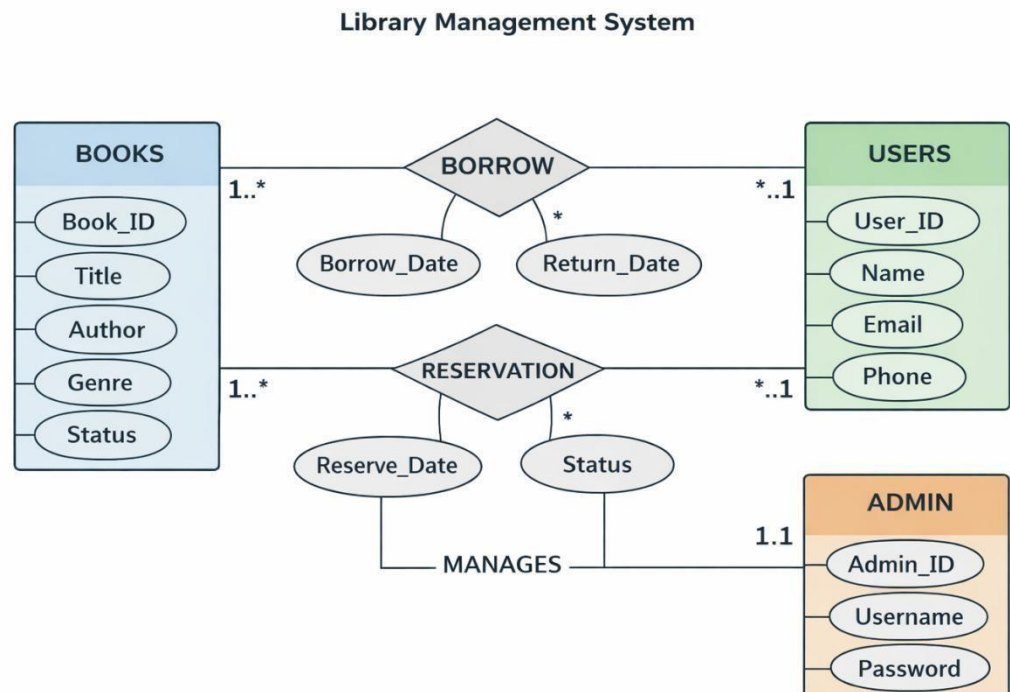 Library Management System
BOOKS
Book_ID
Title
Author
Genre
Status
1..*
BORROW
*..1
*
Borrow_Date
Return_Date
1..*
RESERVATION
*..1
*
Reserve_Date
Status
MANAGES
1.1
USERS
User_ID
Name
Email
Phone
ADMIN
Admin_ID
Username
Password